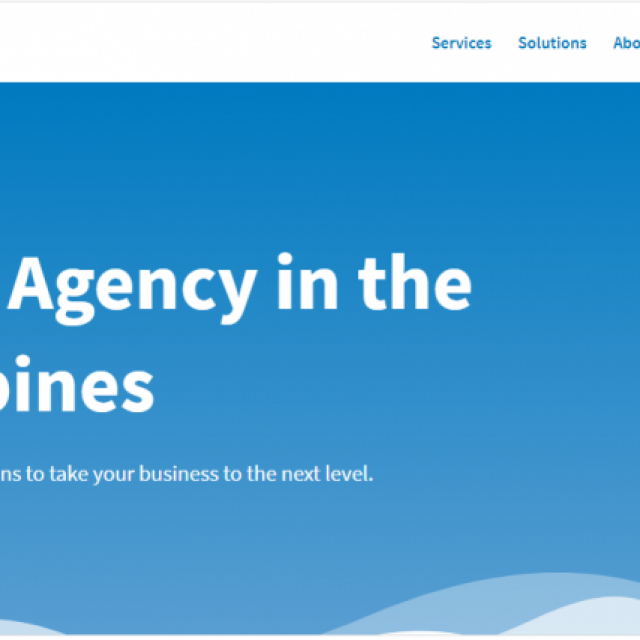 Services Solutions Abo
Agency in the
pines
ns to take your business to the next level.